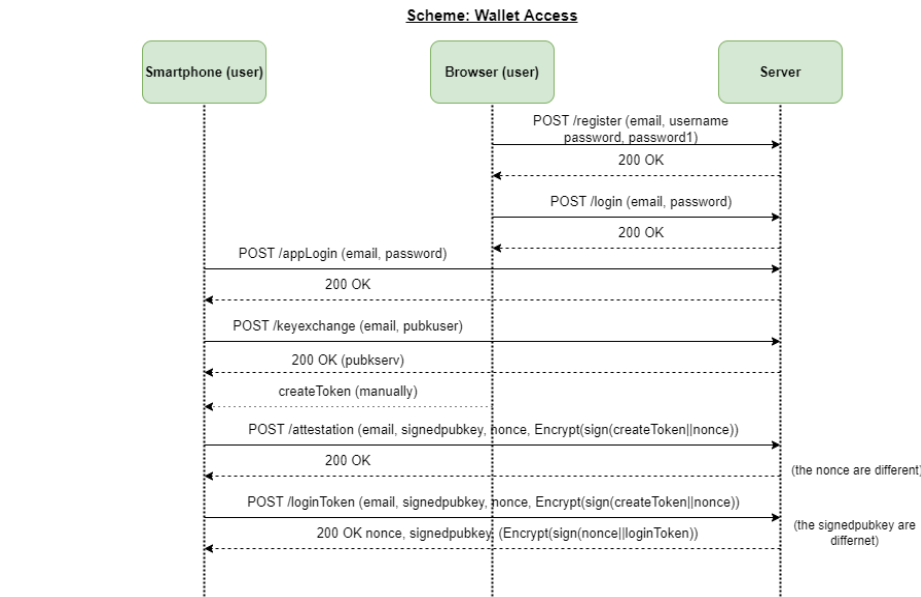 Scheme: Wallet Access
Smartphone (user)
Browser (user)
Server
POST /register (email, username
password, password1)
200 OK
POST /login (email, password)
200 OK
POST /appLogin (email, password)
200 OK
POST /keyexchange (email, pubkuser)
200 OK (pubkserv)
createToken (manually)
POST /attestation (email, signedpubkey, nonce, Encrypt(sign(createToken||nonce))
200 OK
(the nonce are different)
POST /loginToken (email, signedpubkey, nonce, Encrypt(sign(createToken||nonce))
200 OK nonce, signedpubkey, (Encrypt(sign(nonce||loginToken))
(the signedpubkey are
differnet)